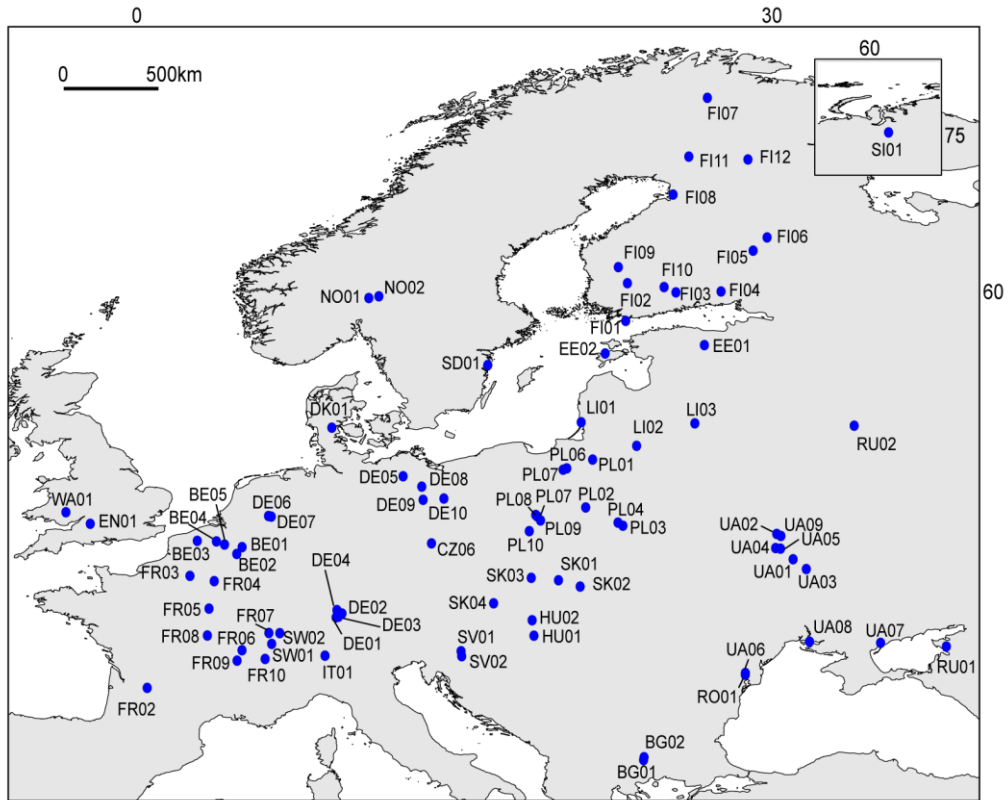 0 30
60
0 500km
FI07
75
SI01
FI11 FI12
FI08
FI06
FI05
FI09
FI10
NO01 NO02
FI02 FI03 FI04
60
FI01
EE02 EE01
SD01
DK01
LI01 LI03
LI02
RU02
PL06
PL07 PL01
DE05 DE08
DE09 DE10
WA01
EN01
BE05
BE04
DE06
DE07
PL08 PL07 PL02
PL04
PL09 PL03
PL10
UA02 UA09
UA04 UA05
UA01
UA03
BE03 BE01
BE02
CZ06
FR03 FR04
DE04
SK01
SK03 SK02
FR05
DE02
DE03
DE01
SK04
FR07
FR08 FR06 SW02
SW01
FR09 FR10 IT01
HU02
HU01
SV01
SV02
UA08 UA07
RU01
UA06
RO01
FR02
BG02
BG01